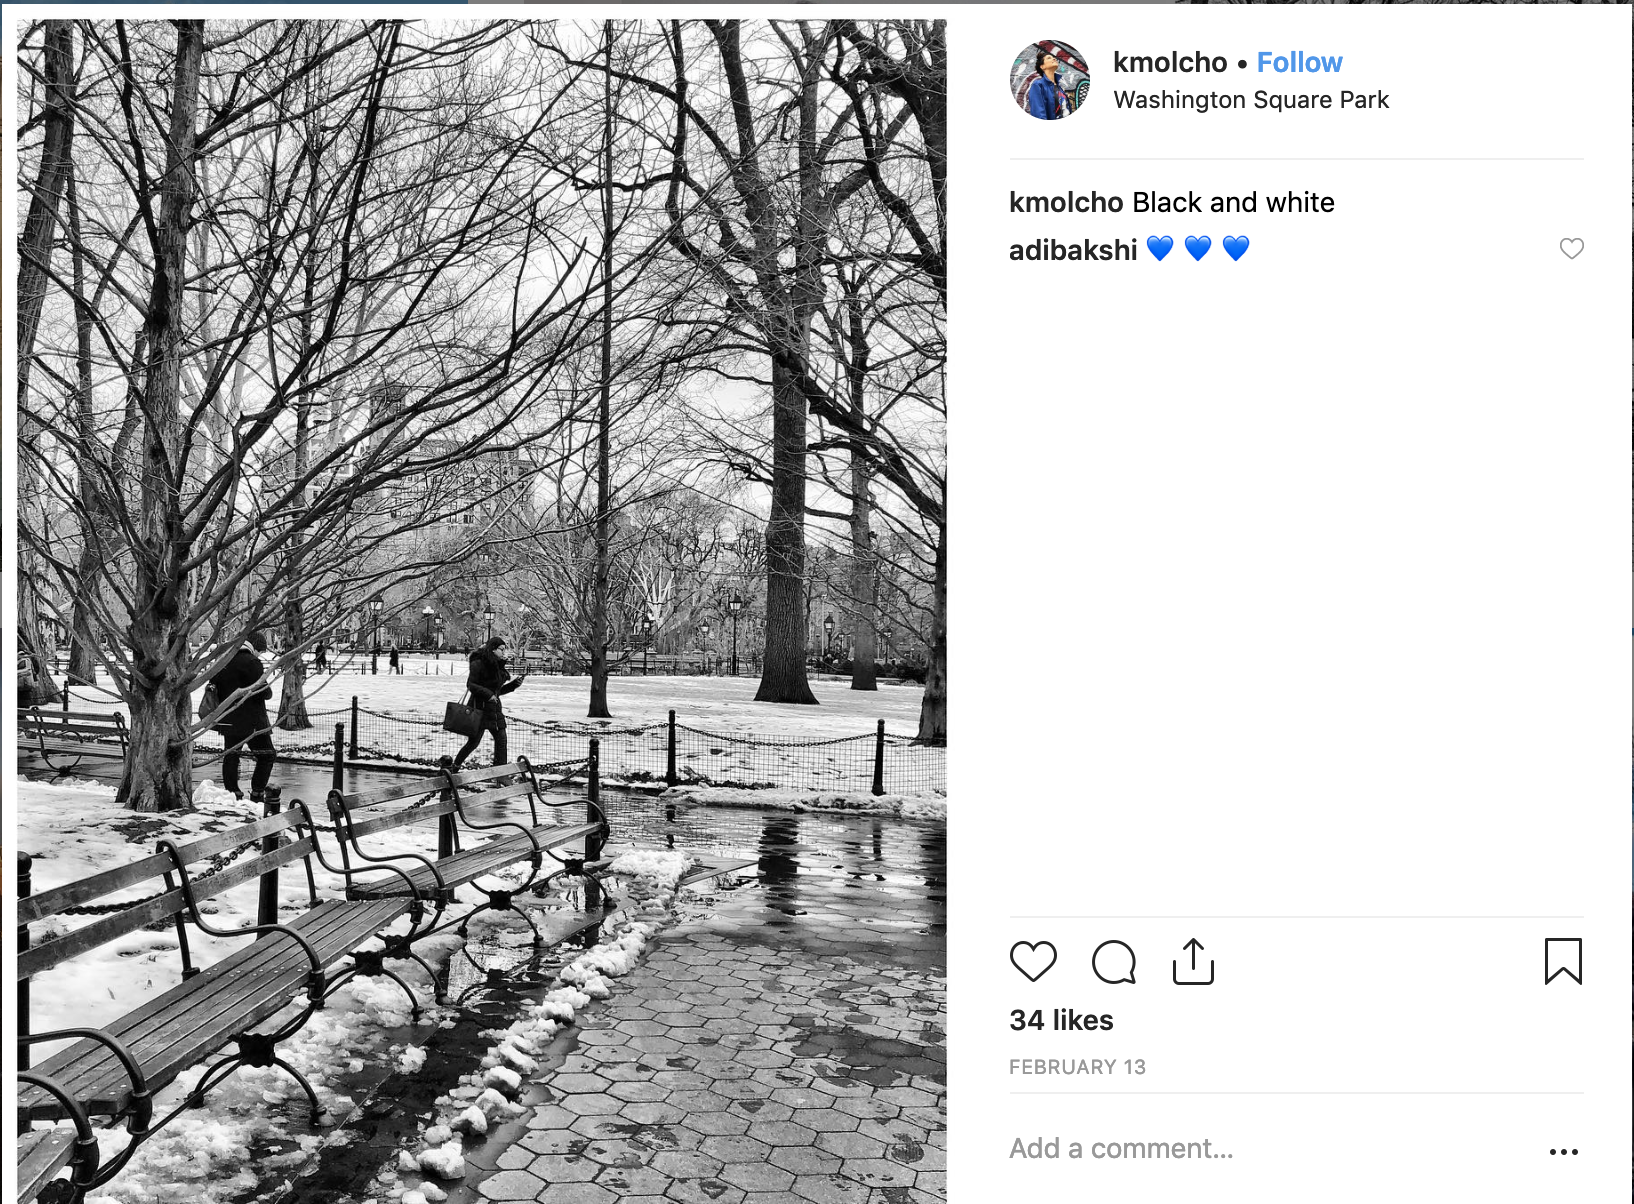 kmolcho • Follow
Washington Square Park
kmolcho Black and white
adibakshi 💙 💙 💙
34 likes
FEBRUARY 13
Add a comment...